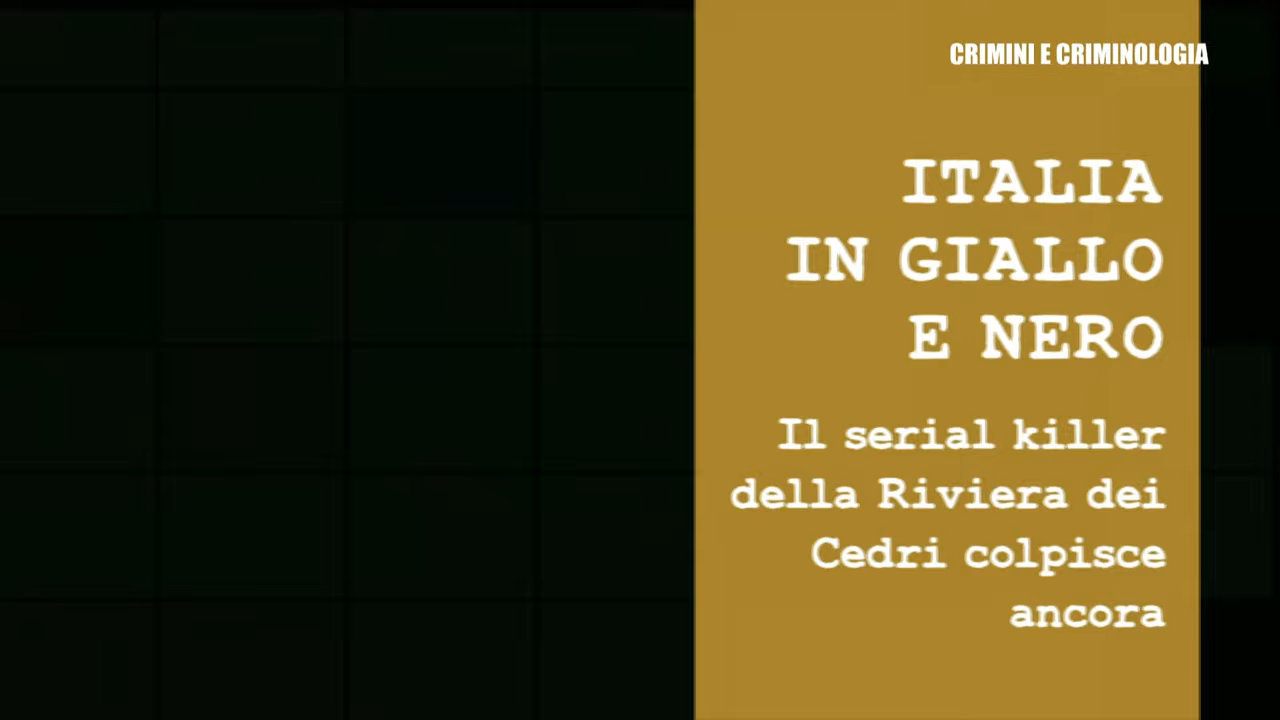 CRIMINI E CRIMINOLOGIA
ITALIA
IN GIALLO
E NERO
Il serial killer
della Riviera dei
Cedri colpisce
ancora